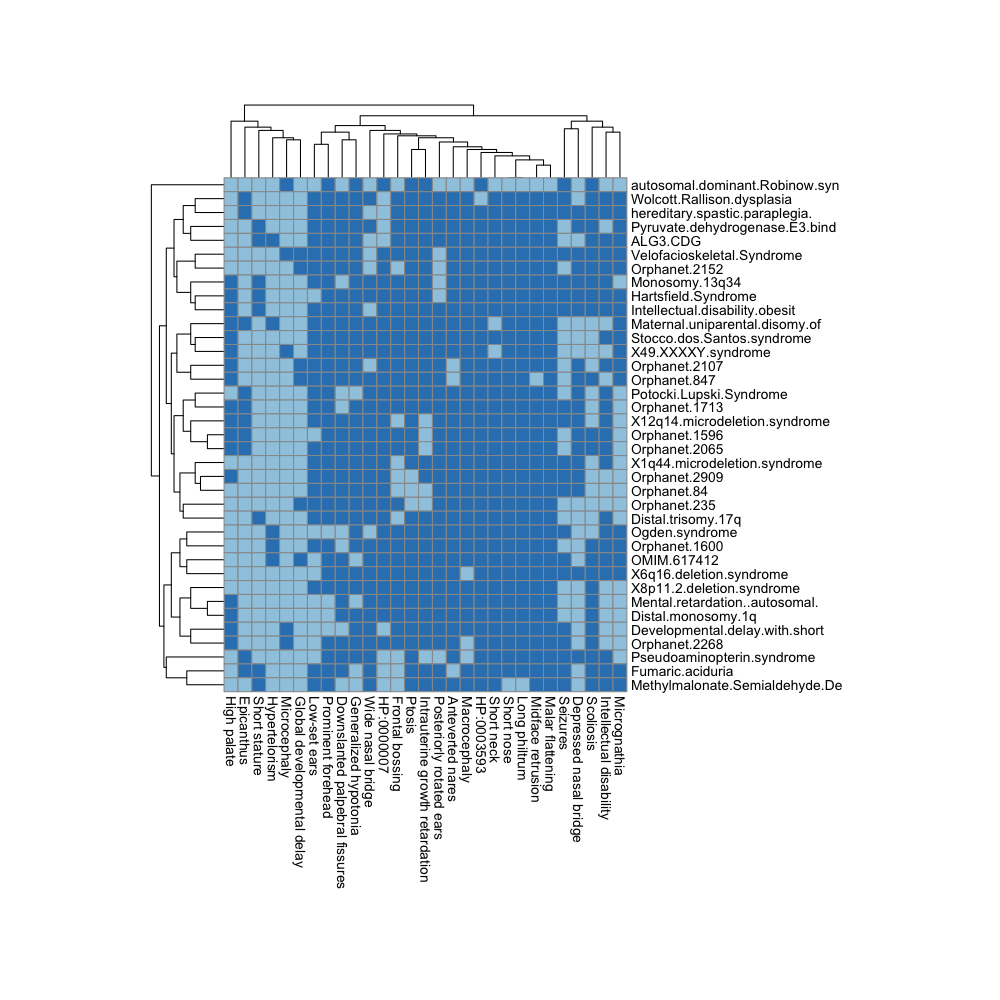 autosomal.dominant.Robinow.syn
Wolcott.Rallison.dysplasia
hereditary.spastic.paraplegia.
Pyruvate.dehydrogenase.E3.bind
ALG3.CDG
Velofacioskeletal.Syndrome
Orphanet.2152
Monosomy.13q34
Hartsfield.Syndrome
Intellectual.disability.obesit
Maternal.uniparental.disomy.of
Stocco.dos.Santos.syndrome
X49.XXXXY.syndrome
Orphanet.2107
Orphanet.847
Potocki.Lupski.Syndrome
Orphanet.1713
X12q14.microdeletion.syndrome
Orphanet.1596
Orphanet.2065
X1q44.microdeletion.syndrome
Orphanet.2909
Orphanet.84
Orphanet.235
Distal.trisomy.17q
Ogden.syndrome
Orphanet.1600
OMIM.617412
X6q16.deletion.syndrome
X8p11.2.deletion.syndrome
Mental.retardation..autosomal.
Distal.monosomy.1q
Developmental.delay.with.short
Orphanet.2268
Pseudoaminopterin.syndrome
Fumaric.aciduria
Methylmalonate.Semialdehyde.De
High palate
Epicanthus
Short stature
Hypertelorism
Microcephaly
Global developmental delay
Low-set ears
Prominent forehead
Downslanted palpebral fissures
Generalized hypotonia
Wide nasal bridge
HP:0000007
Frontal bossing
Ptosis
Intrauterine growth retardation
Posteriorly rotated ears
Anteverted nares
Macrocephaly
HP:0003593
Short neck
Short nose
Long philtrum
Midface retrusion
Malar flattening
Seizures
Depressed nasal bridge
Scoliosis
Intellectual disability
Micrognathia